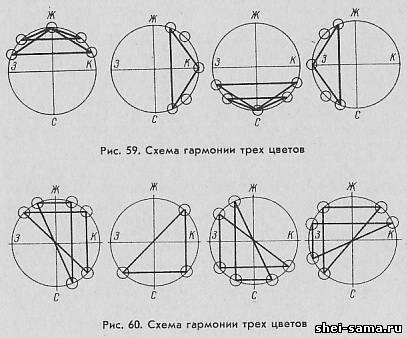 Ж Ж Ж Ж
З К З К З К З К
С С С С
Рис. 59. Схема гармонии трех цветов
Ж Ж Ж Ж
З К З К З К З К
С С С С
Рис. 60. Схема гармонии трех цветов
shei-sama.ru